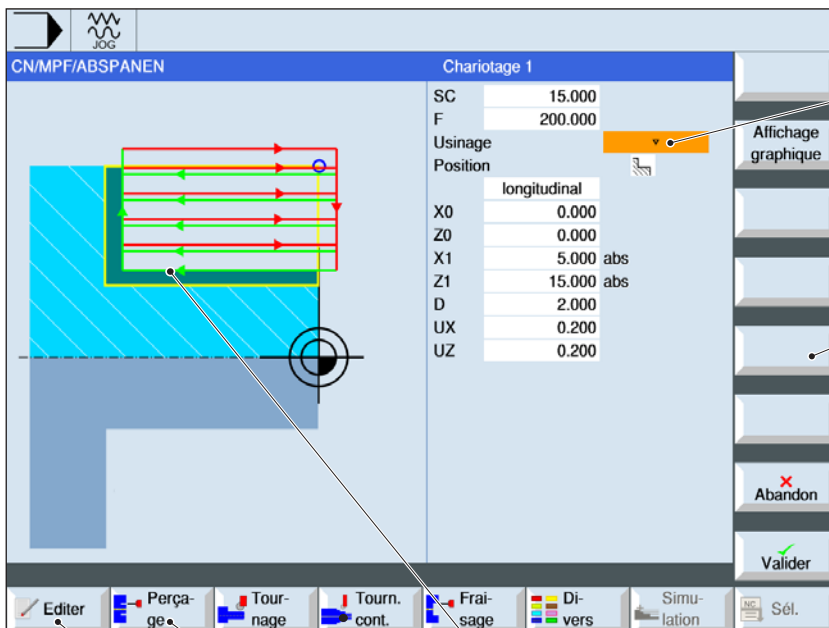 JOG
CN/MPF/ABSPANEN
Chariotage 1
SC 15.000
F 200.000
Usinage
Position
longitudinal
X0 0.000
Z0 0.000
X1 5.000 abs
Z1 15.000 abs
D 2.000
UX 0.200
UZ 0.200
Affichage
graphique
Abandon
Valider
Editer
Perça-
ge
Tour-
nage
Tourn.
cont.
Frai-
sage
Di-
vers
Simu-
lation
NC
Sél.